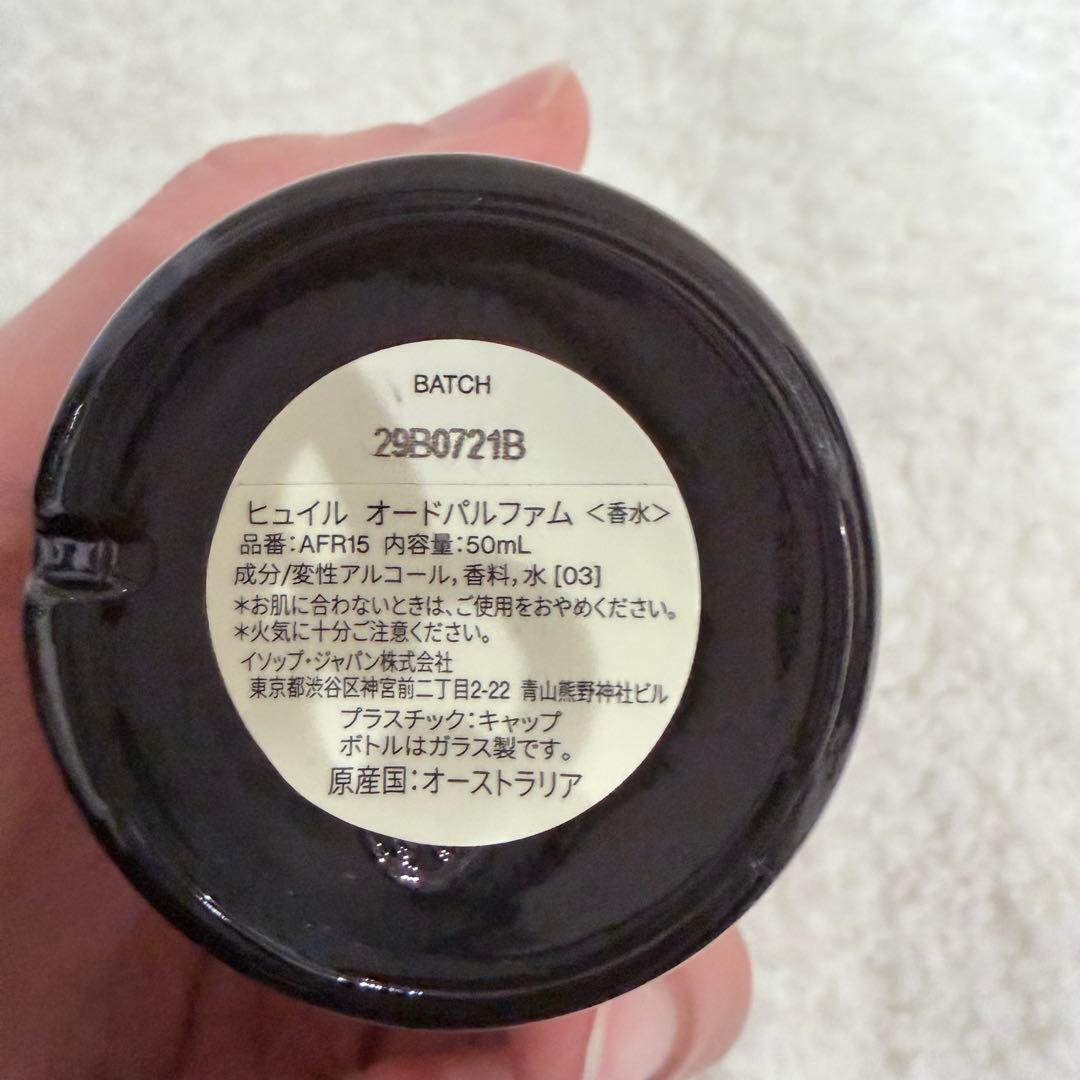 BATCH
29B0721B
ヒュイル オードパルファム <香水>
品番:AFR15 内容量:50mL
成分/変性アルコール,香料,水 [03]
*お肌に合わないときは、ご使用をおやめください。
*火気に十分ご注意ください。
イソップ・ジャパン株式会社
東京都渋谷区神宮前二丁目2-22 青山熊野神社ビル
プラスチック:キャップ
ボトルはガラス製です。
原産国:オーストラリア